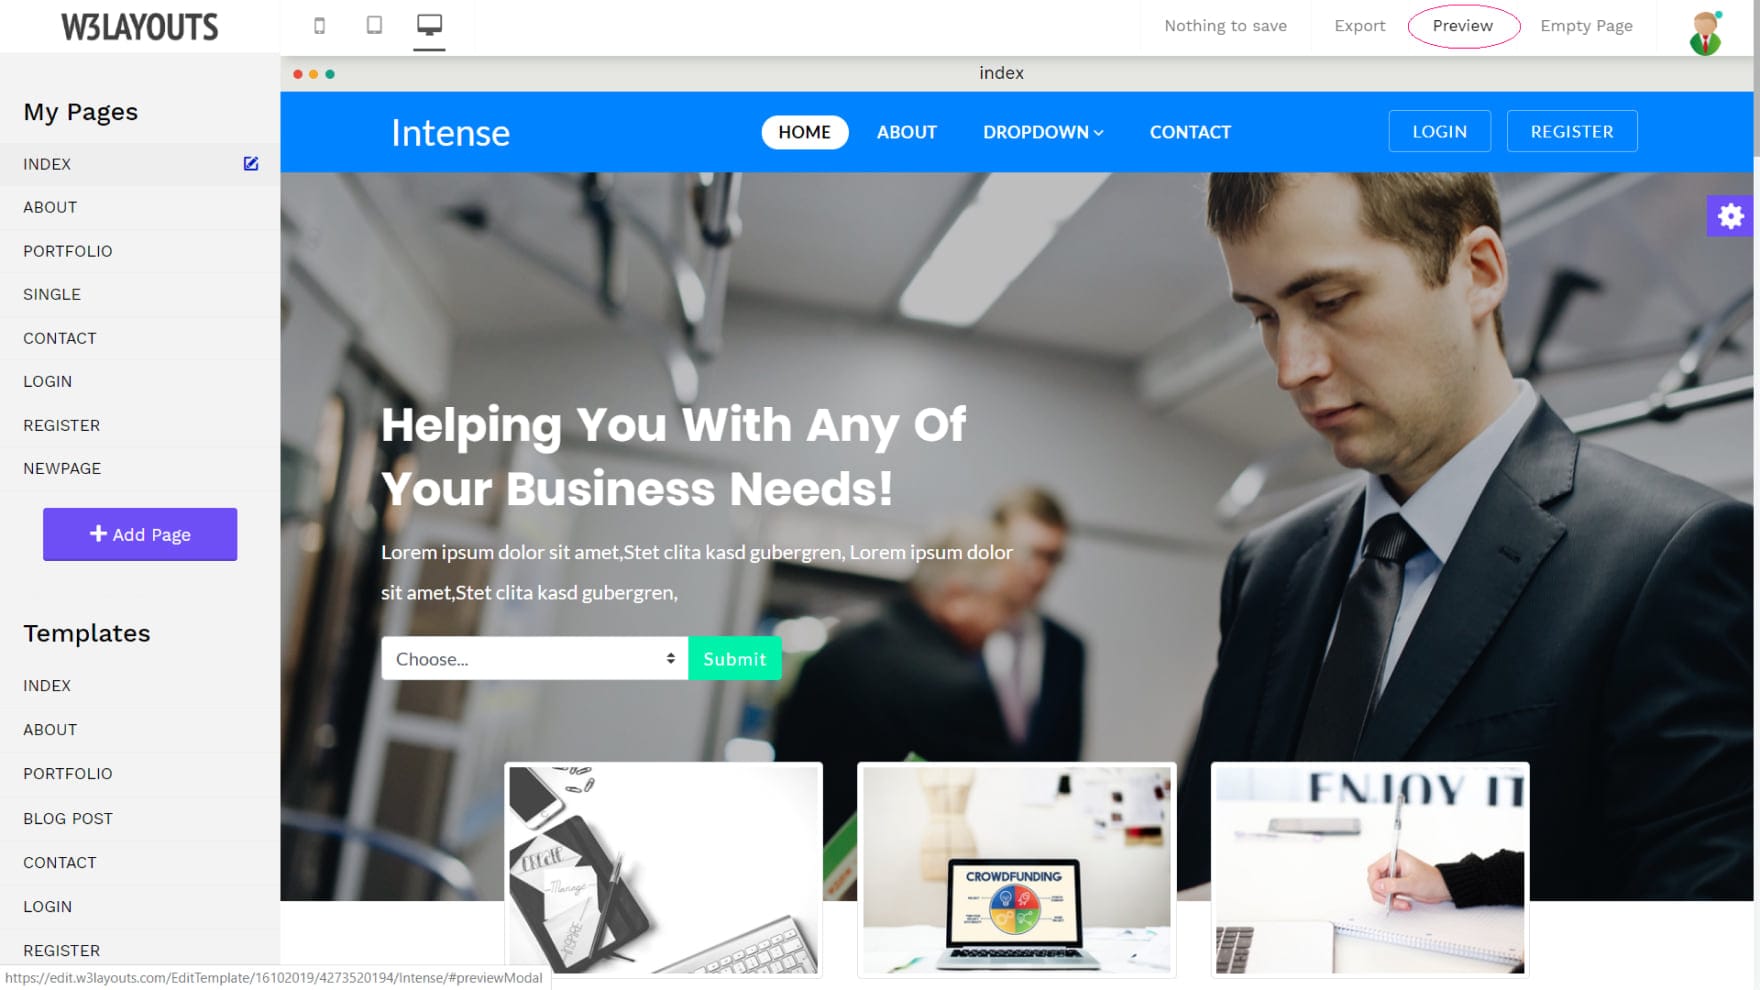 W3LAYOUTS
Nothing to save
Export
Preview
Empty Page
index
My Pages
INDEX
ABOUT
PORTFOLIO
SINGLE
CONTACT
LOGIN
REGISTER
NEWPAGE
Add Page
Templates
INDEX
ABOUT
PORTFOLIO
BLOG POST
CONTACT
LOGIN
REGISTER
https://edit.w3layouts.com/EditTemplate/16102019/4273520194/Intense/#previewModal
Intense
HOME
ABOUT
DROPDOWN
CONTACT
LOGIN
REGISTER
Helping You With Any Of
Your Business Needs!
Lorem ipsum dolor sit amet,Stet clita kasd gubergren, Lorem ipsum dolor
sit amet,Stet clita kasd gubergren,
Choose...
Submit
CREATE
Manage
INSPIRE
CROWDFUNDING
ENJOY IT